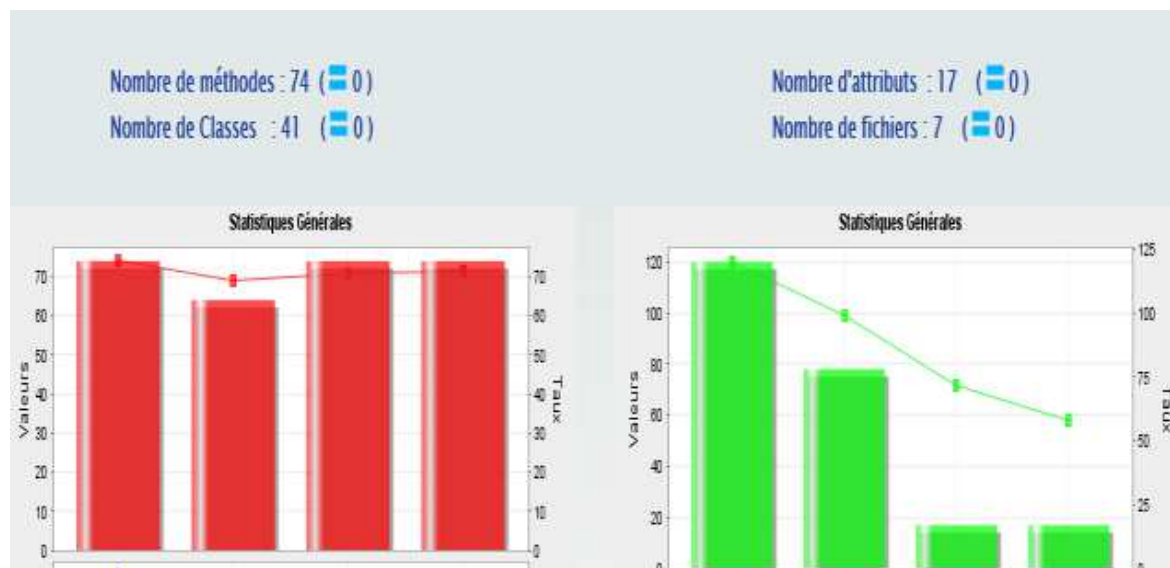 Nombre de méthodes : 74 ( = 0 )
Nombre de Classes : 41 ( = 0 )
Nombre d'attributs : 17 ( = 0 )
Nombre de fichiers : 7 ( = 0 )
Statistiques Générales
Valeurs
70
60
50
40
30
20
10
0
Taux
70
60
50
40
30
20
10
0
Statistiques Générales
Valeurs
120
100
80
60
40
20
0
Taux
125
100
75
50
25
0